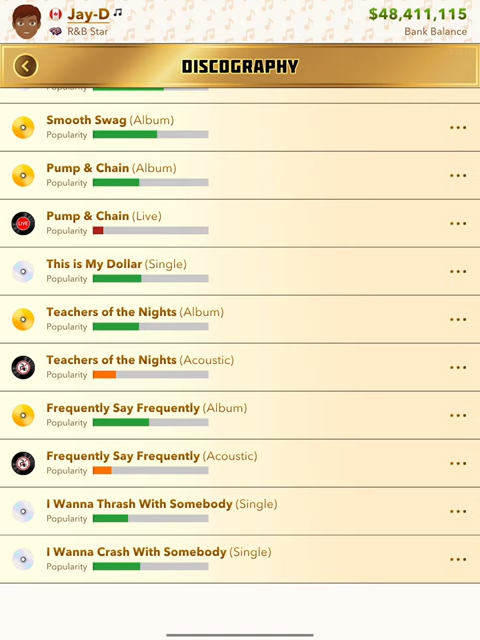 Jay-D
R&B Star
$48,411,115
Bank Balance
DISCOGRAPHY
Smooth Swag (Album)
Popularity
Pump & Chain (Album)
Popularity
LIVE
Pump & Chain (Live)
Popularity
This is My Dollar (Single)
Popularity
Teachers of the Nights (Album)
Popularity
Teachers of the Nights (Acoustic)
Popularity
Frequently Say Frequently (Album)
Popularity
Frequently Say Frequently (Acoustic)
Popularity
I Wanna Thrash With Somebody (Single)
Popularity
I Wanna Crash With Somebody (Single)
Popularity